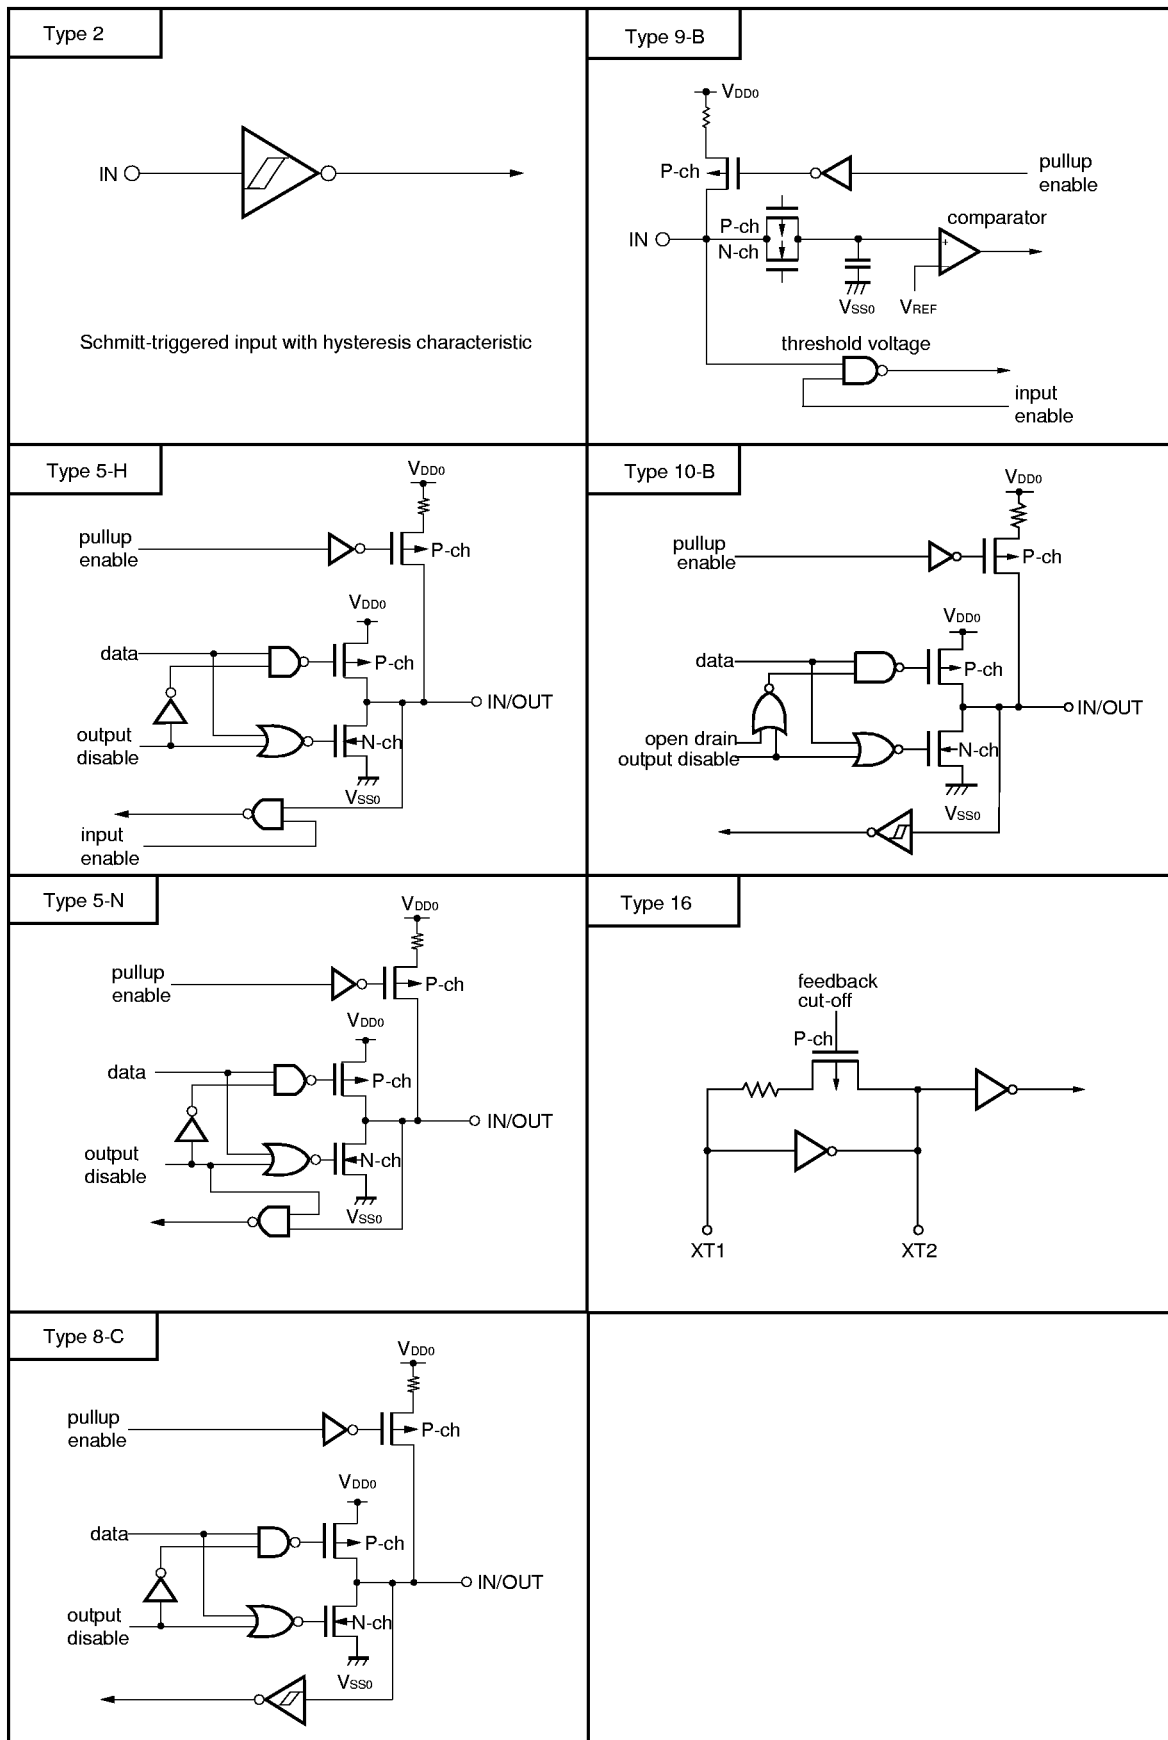 Type 2
IN
Schmitt-triggered input with hysteresis characteristic
Type 9-B
VDD0
P-ch
pullup
enable
IN
P-ch
N-ch
comparator
+
-
VSS0
VREF
threshold voltage
input
enable
Type 5-H
VDD0
pullup
enable
P-ch
VDD0
data
P-ch
IN/OUT
output
disable
N-ch
VSS0
input
enable
Type 10-B
VDD0
pullup
enable
P-ch
VDD0
data
P-ch
IN/OUT
open drain
output disable
N-ch
VSS0
Type 5-N
VDD0
pullup
enable
P-ch
VDD0
data
P-ch
IN/OUT
output
disable
N-ch
VSS0
Type 16
feedback
cut-off
P-ch
XT1
XT2
Type 8-C
VDD0
pullup
enable
P-ch
VDD0
data
P-ch
IN/OUT
output
disable
N-ch
VSS0